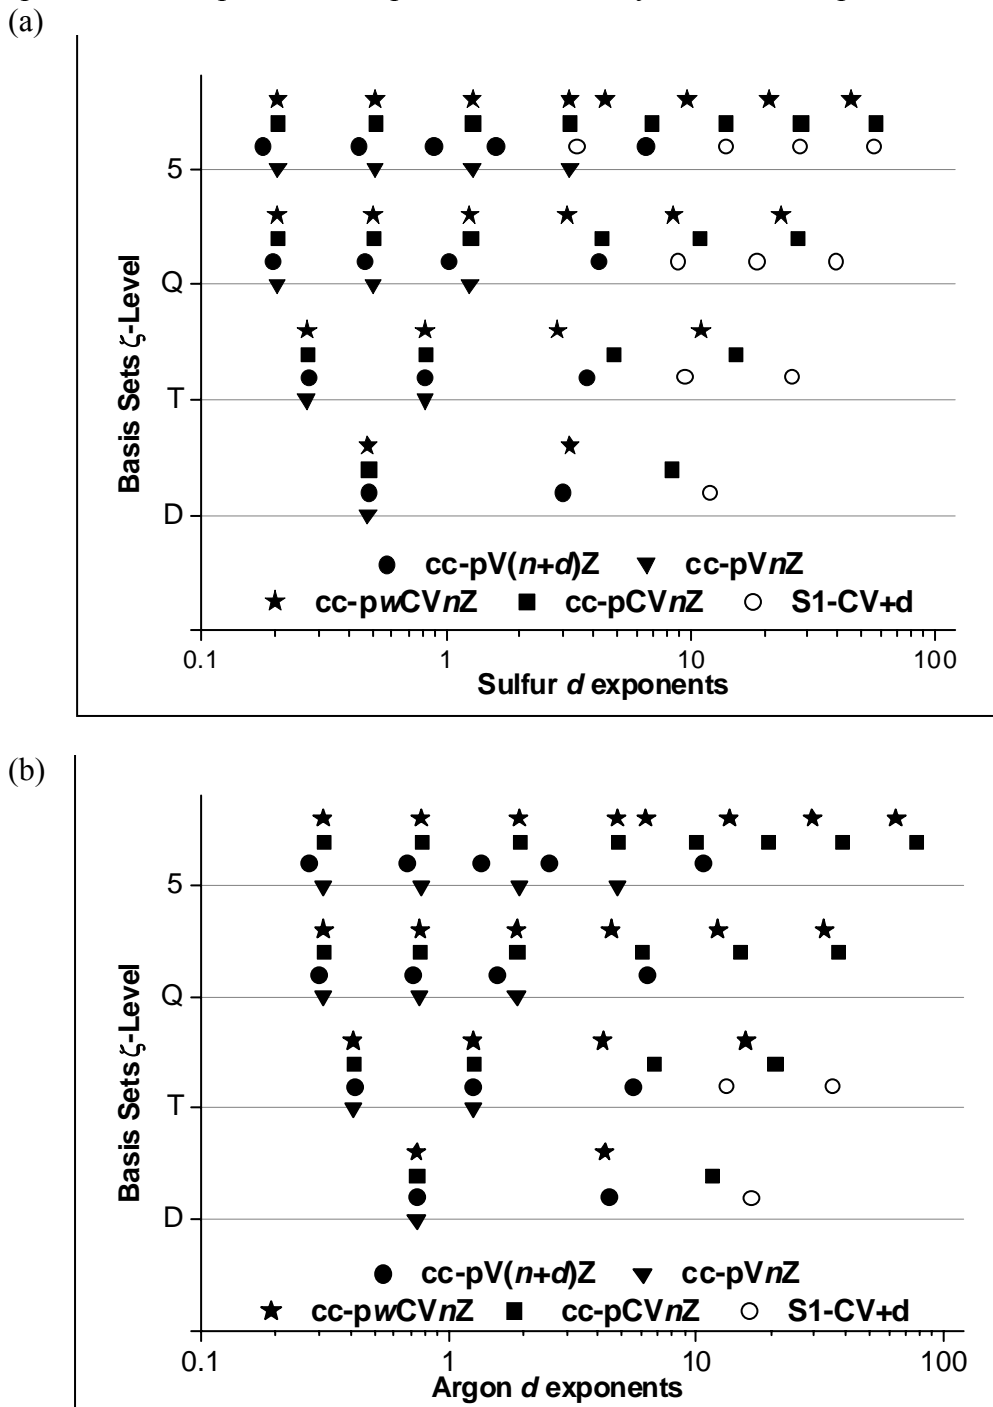 (a)
Basis Sets ζ-Level
5
Q
T
D
cc-pV(n+d)Z cc-pVnZ
cc-pwCVnZ cc-pCVnZ S1-CV+d
0.1 1 10 100
Sulfur d exponents
(b)
Basis Sets ζ-Level
5
Q
T
D
cc-pV(n+d)Z cc-pVnZ
cc-pwCVnZ cc-pCVnZ S1-CV+d
0.1 1 10 100
Argon d exponents